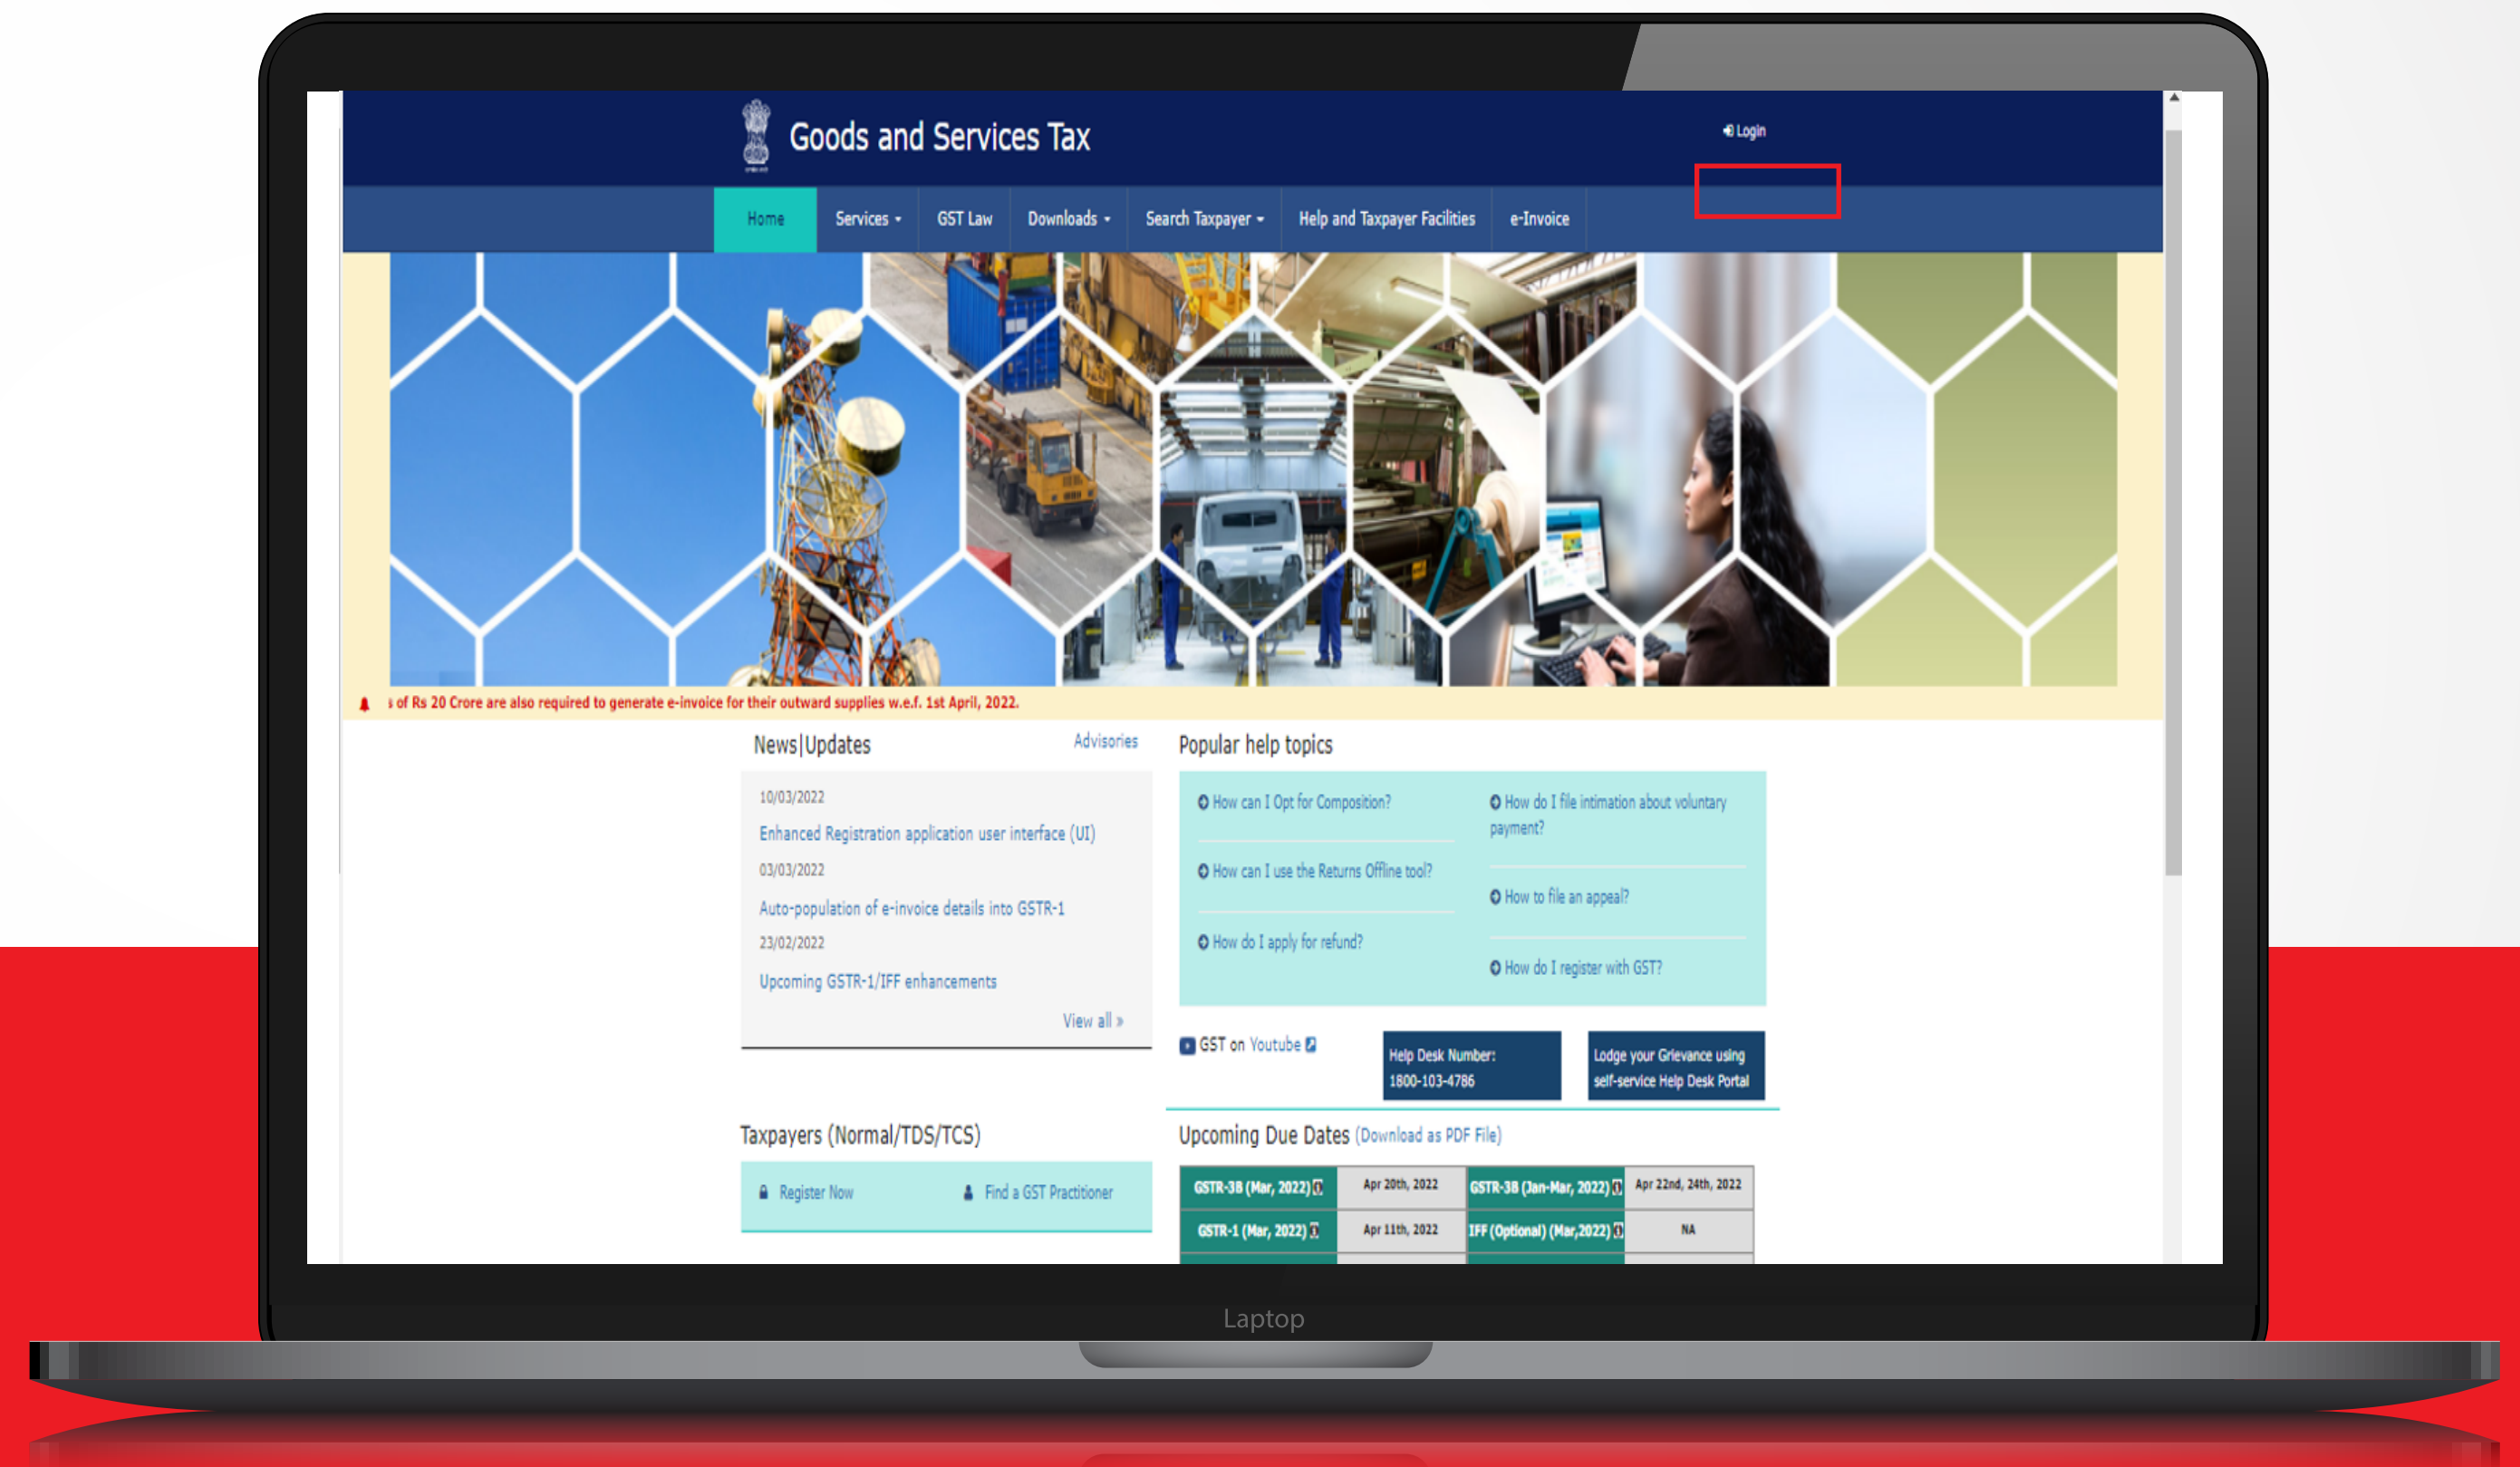 Goods and Services Tax
Login
Home
Services
GST Law
Downloads
Search Taxpayer
Help and Taxpayer Facilities
e-Invoice
s of Rs 20 Crore are also required to generate e-invoice for their outward supplies w.e.f. 1st April, 2022.
News|Updates
Advisories
10/03/2022
Enhanced Registration application user interface (UI)
03/03/2022
Auto-population of e-invoice details into GSTR-1
23/02/2022
Upcoming GSTR-1/IFF enhancements
View all »
Popular help topics
How can I Opt for Composition?
How can I use the Returns Offline tool?
How do I apply for refund?
How do I file intimation about voluntary
payment?
How to file an appeal?
How do I register with GST?
GST on Youtube
Help Desk Number:
1800-103-4786
Lodge your Grievance using
self-service Help Desk Portal
Taxpayers (Normal/TDS/TCS)
Register Now
Find a GST Practitioner
Upcoming Due Dates (Download as PDF File)
GSTR-3B (Mar, 2022) Apr 20th, 2022 GSTR-3B (Jan-Mar, 2022) Apr 22nd, 24th, 2022
GSTR-1 (Mar, 2022) Apr 11th, 2022 IFF (Optional) (Mar,2022) NA
Laptop